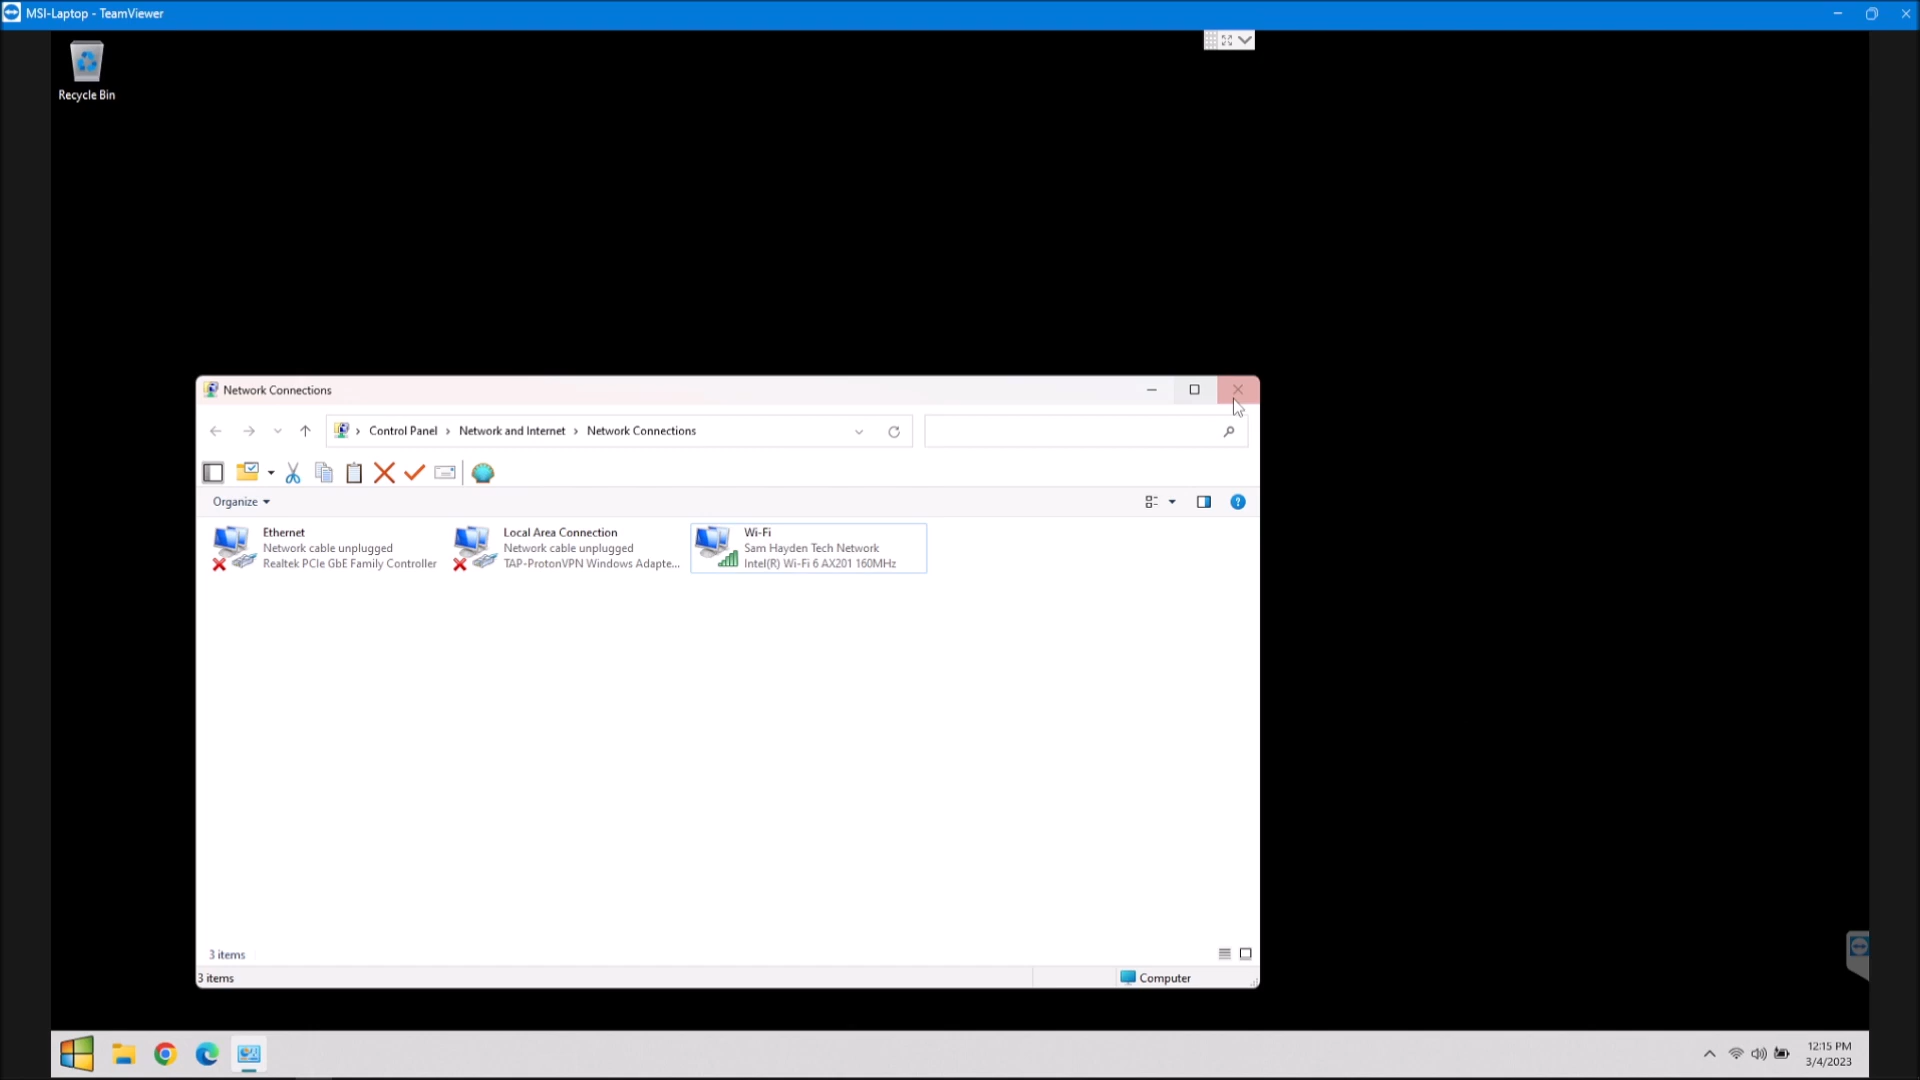 MSI-Laptop - TeamViewer
Recycle Bin
Network Connections
Control Panel > Network and Internet > Network Connections
Organize
Ethernet
Network cable unplugged
Realtek PCIe GbE Family Controller
Local Area Connection
Network cable unplugged
TAP-ProtonVPN Windows Adapte...
Wi-Fi
Sam Hayden Tech Network
Intel(R) Wi-Fi 6 AX201 160MHz
3 items
3 items
Computer
12:15 PM
3/4/2023